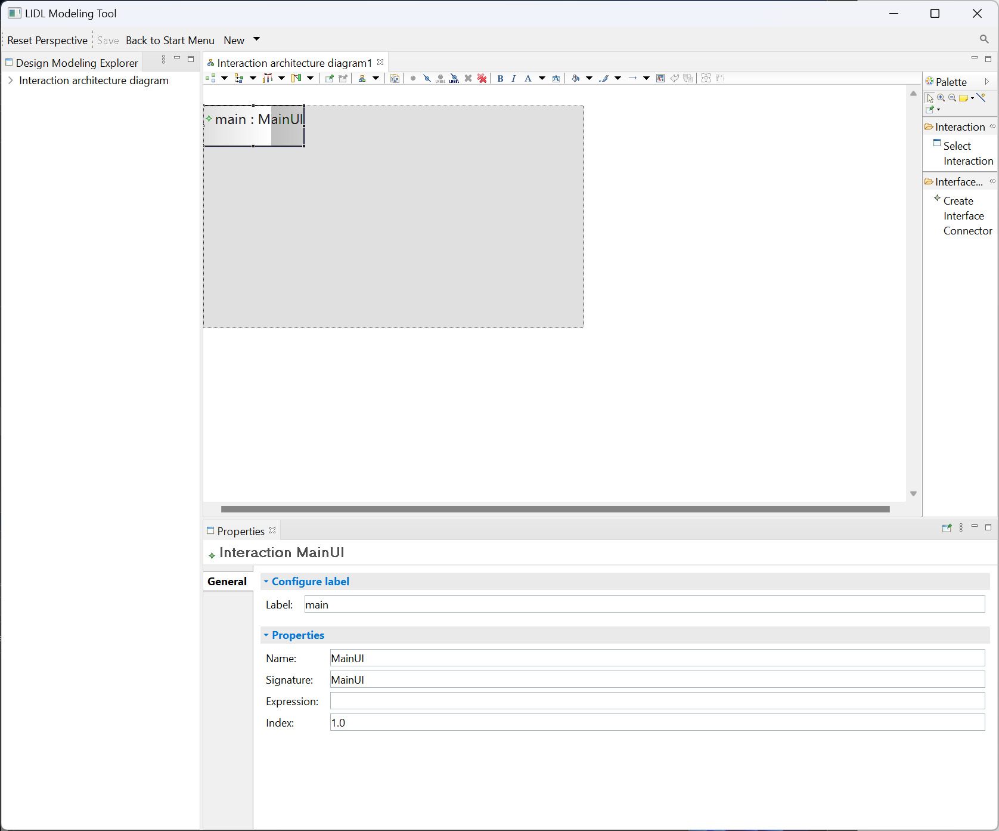 LIDL Modeling Tool
Reset Perspective Save Back to Start Menu New
Design Modeling Explorer
Interaction architecture diagram
Interaction architecture diagram1
LABEL LABEL B I A A
main : MainUI
Palette
Interaction
Select
Interaction
Interface...
Create
Interface
Connector
Properties
Interaction MainUI
General
Configure label
Label: main
Properties
Name: MainUI
Signature: MainUI
Expression:
Index: 1.0